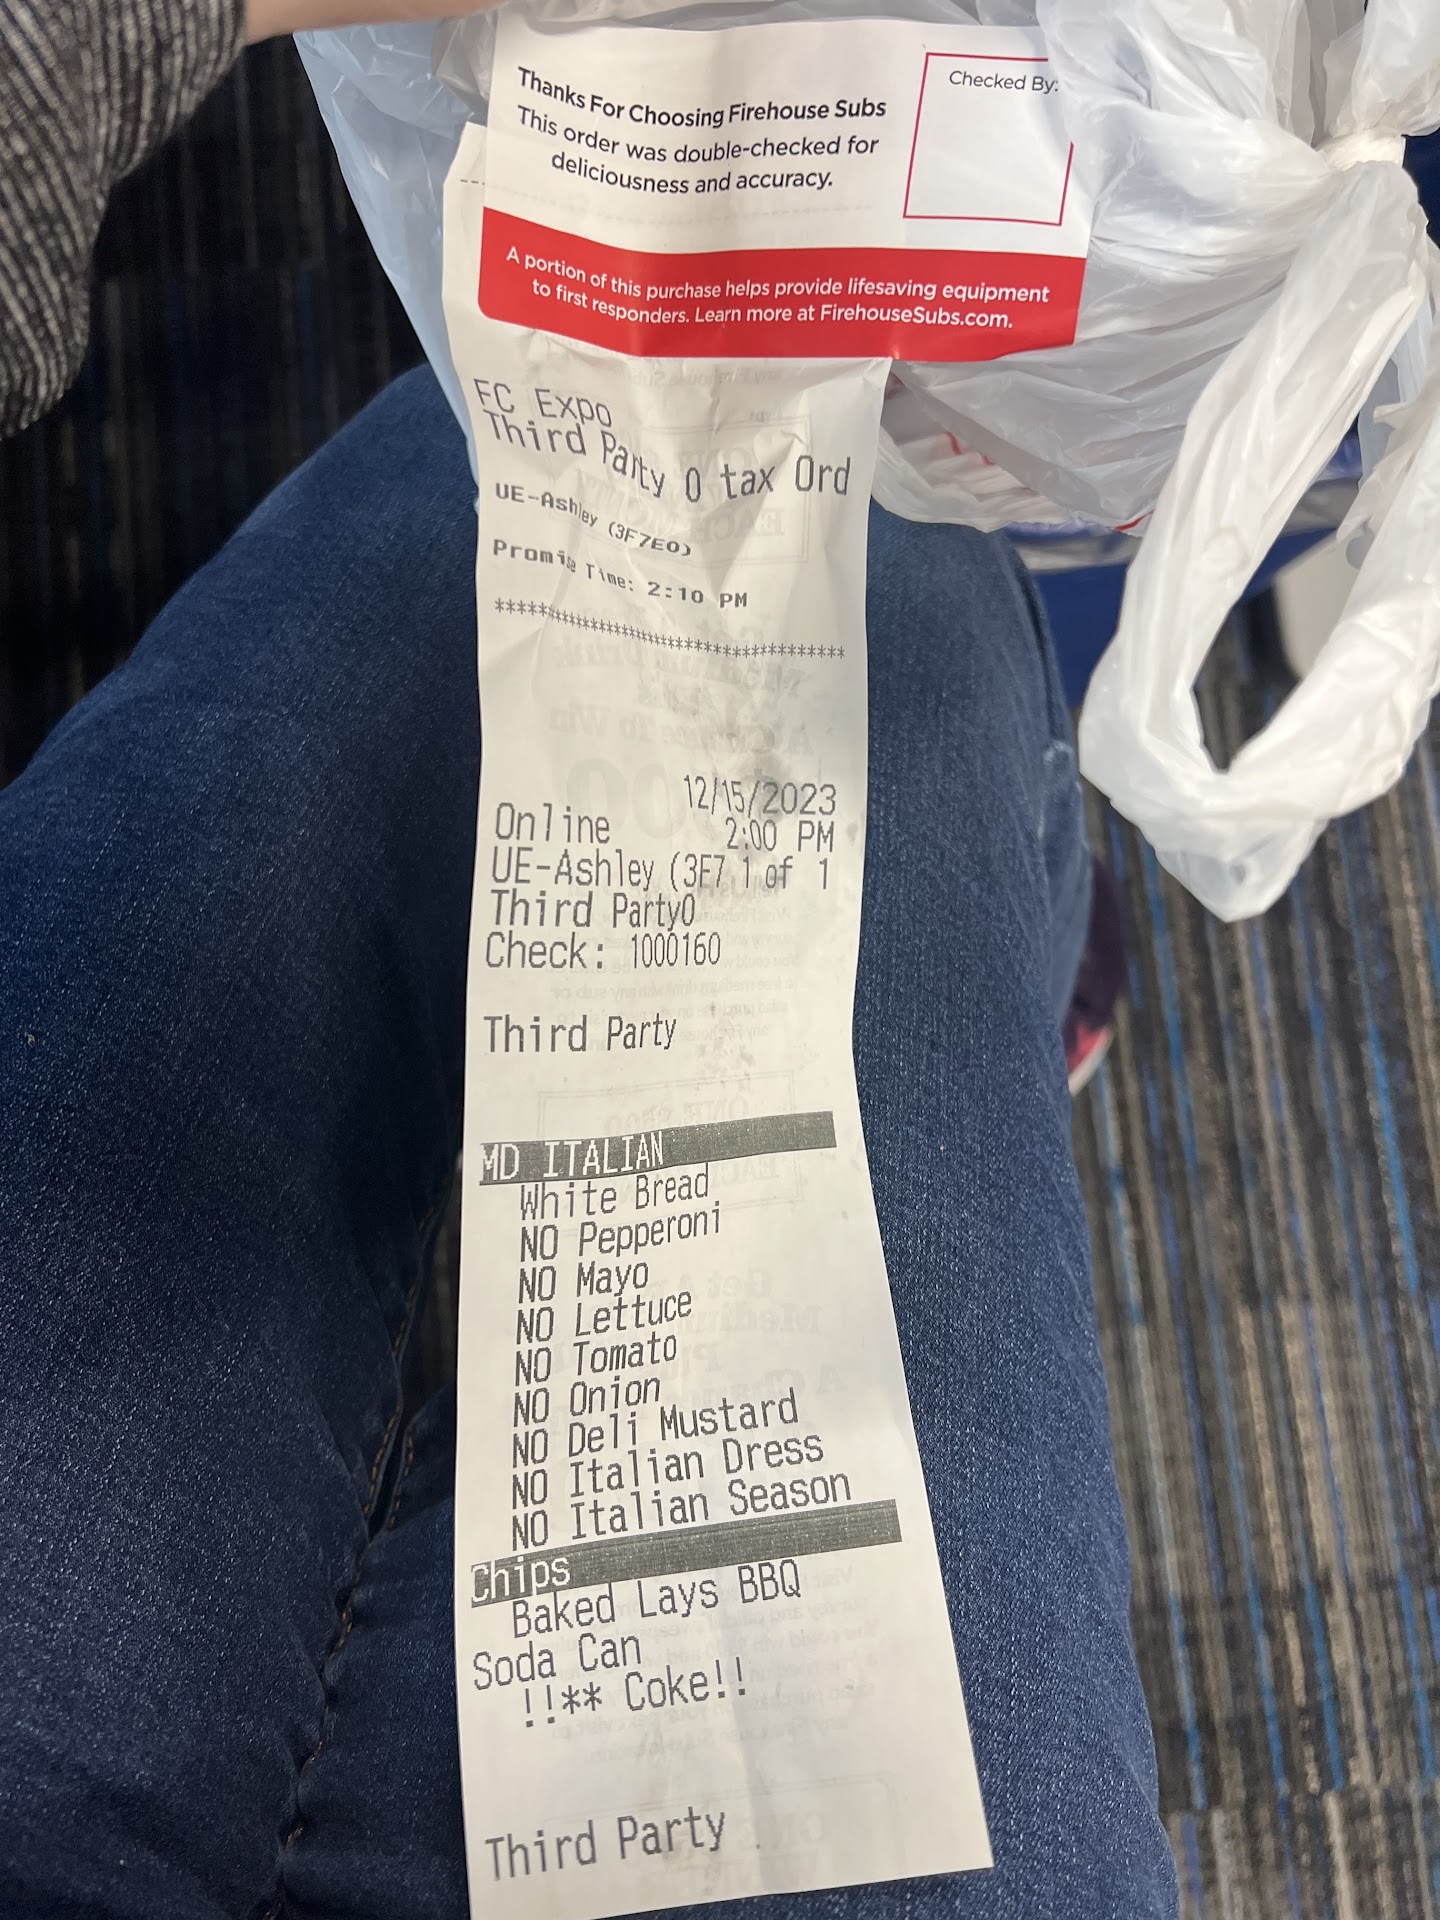 Thanks For Choosing Firehouse Subs
This order was double-checked for
deliciousness and accuracy.
Checked By:
A portion of this purchase helps provide lifesaving equipment
to first responders. Learn more at FirehouseSubs.com.
FC Expo
Third Party 0 tax Ord
UE-Ashley (3F7E0)
Promise Time: 2:10 PM
****************************************
12/15/2023
Online 2:00 PM
UE-Ashley (3F7 1 of 1
Third Party0
Check: 1000160
Third Party
MD ITALIAN
White Bread
NO Pepperoni
NO Mayo
NO Lettuce
NO Tomato
NO Onion
NO Deli Mustard
NO Italian Dress
NO Italian Season
Chips
Baked Lays BBQ
Soda Can
!!** Coke!!
Third Party